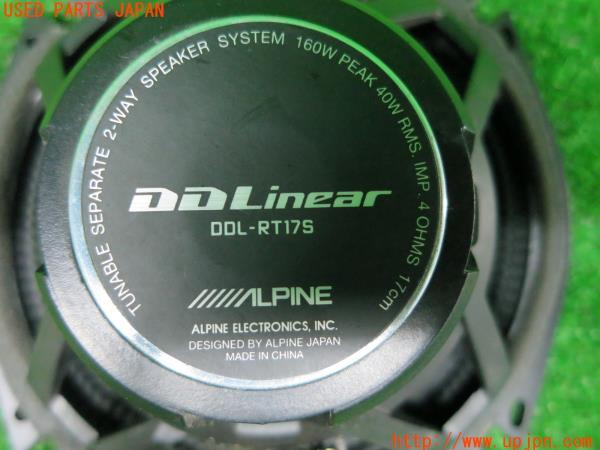 USED PARTS JAPAN
TUNABLE SEPARATE 2-WAY SPEAKER SYSTEM 160W PEAK 40W RMS. IMP. 4 OHMS 17cm
DDLinear
DDL-RT17S
/////ALPINE
ALPINE ELECTRONICS, INC.
DESIGNED BY ALPINE JAPAN
MADE IN CHINA
http://www.upjpn.com